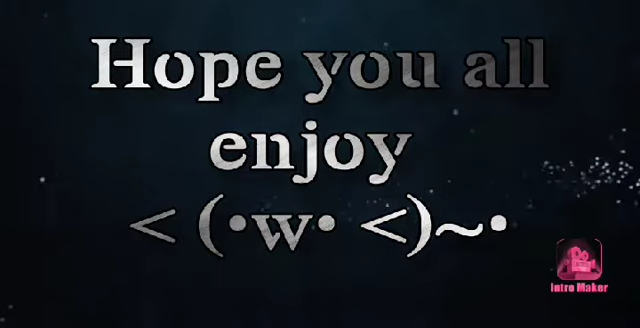 Hope you all
enjoy
< (•w• <)~•
Intro Maker